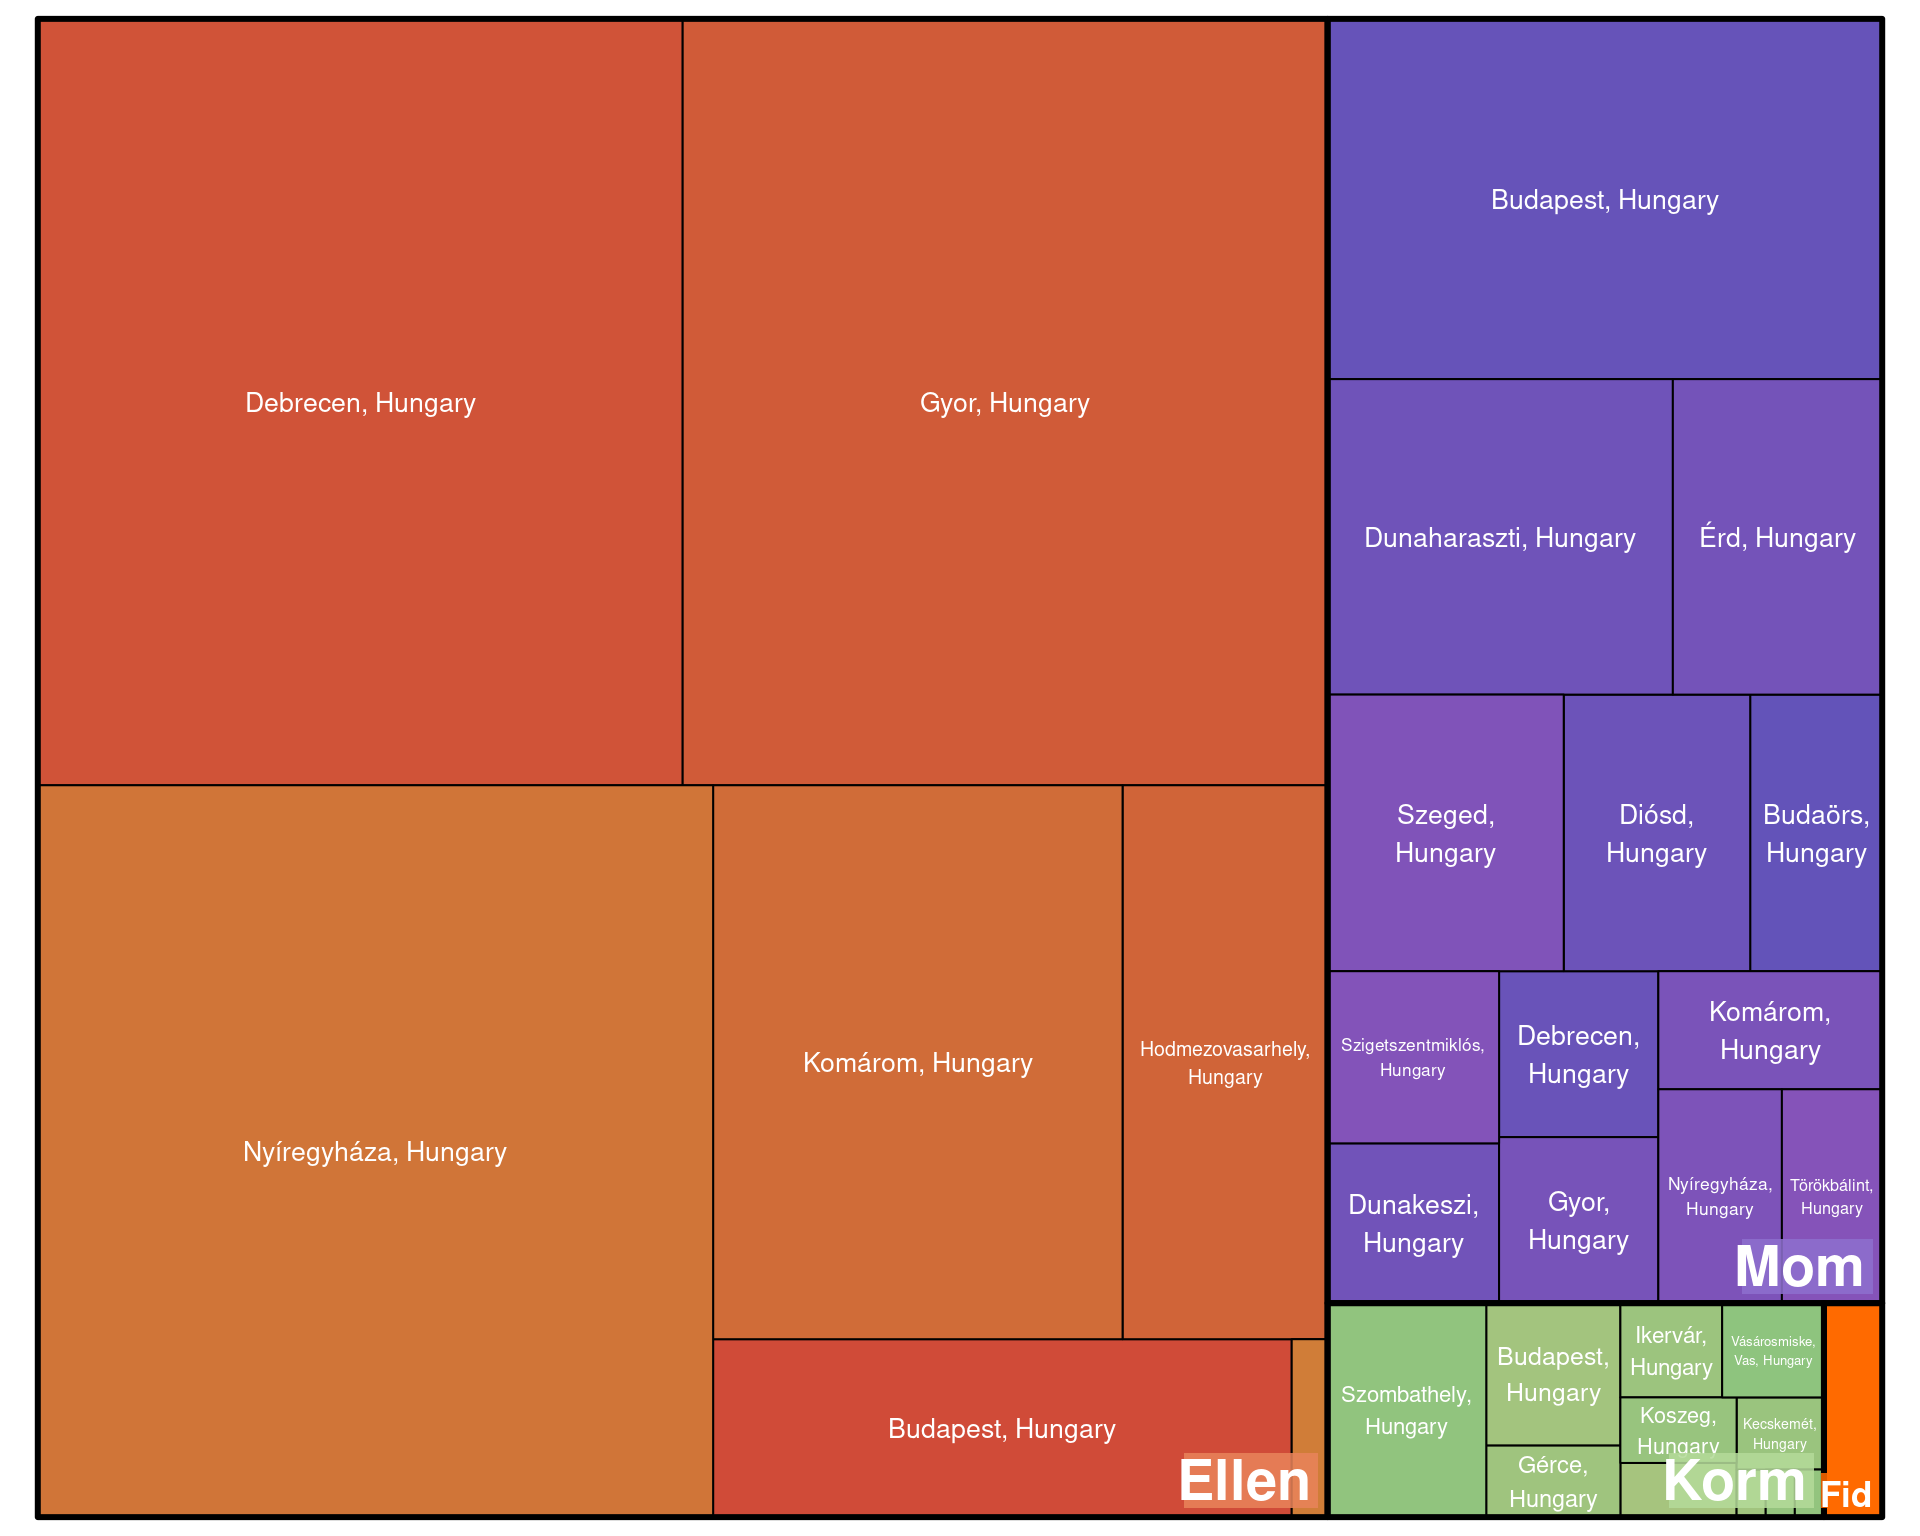 Debrecen, Hungary
Gyor, Hungary
Nyíregyháza, Hungary
Komárom, Hungary
Hodmezovasarhely,
Hungary
Budapest, Hungary
Ellen
Budapest, Hungary
Dunaharaszti, Hungary
Érd, Hungary
Szeged,
Hungary
Diósd,
Hungary
Budaörs,
Hungary
Szigetszentmiklós,
Hungary
Debrecen,
Hungary
Komárom,
Hungary
Dunakeszi,
Hungary
Gyor,
Hungary
Nyíregyháza,
Hungary
Törökbálint,
Hungary
Mom
Szombathely,
Hungary
Budapest,
Hungary
Gérce,
Hungary
Ikervár,
Hungary
Vásárosmiske,
Vas, Hungary
Koszeg,
Hungary
Kecskemét,
Hungary
Korm
Fid